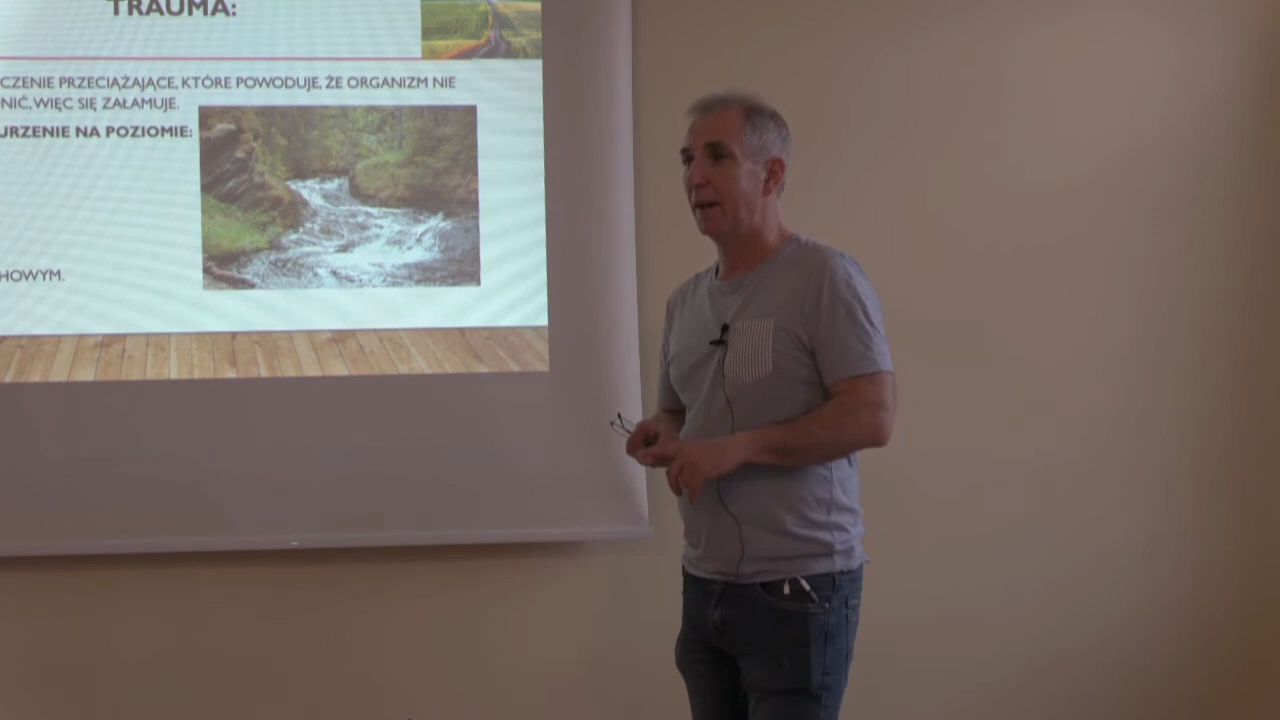 TRAUMA:
CZENIE PRZECIĄŻAJĄCE, KTÓRE POWODUJE, ŻE ORGANIZM NIE
NIĆ, WIĘC SIĘ ZAŁAMUJE.
URZENIE NA POZIOMIE:
HOWYM.